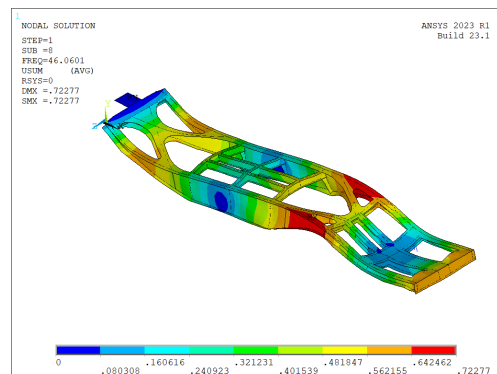 1
NODAL SOLUTION
STEP=1
SUB =8
FREQ=46.0601
USUM (AVG)
RSYS=0
DMX =.72277
SMX =.72277
ANSYS 2023 R1
Build 23.1
0 .160616 .321231 .481847 .642462
.080308 .240923 .401539 .562155 .72277